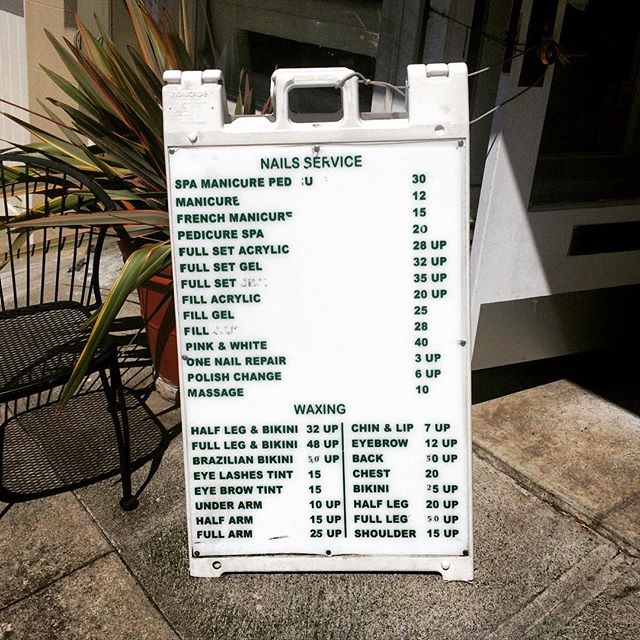 NAILS SERVICE
SPA MANICURE PED U 30
MANICURE 12
FRENCH MANICURE 15
PEDICURE SPA 20
FULL SET ACRYLIC 28 UP
FULL SET GEL 32 UP
FULL SET 35 UP
FILL ACRYLIC 20 UP
FILL GEL 25
FILL 28
PINK & WHITE 40
ONE NAIL REPAIR 3 UP
POLISH CHANGE 6 UP
MASSAGE 10
WAXING
HALF LEG & BIKINI 32 UP
FULL LEG & BIKINI 48 UP
BRAZILIAN BIKINI 50 UP
EYE LASHES TINT 15
EYE BROW TINT 15
UNDER ARM 10 UP
HALF ARM 15 UP
FULL ARM 25 UP
CHIN & LIP 7 UP
EYEBROW 12 UP
BACK 50 UP
CHEST 20
BIKINI 25 UP
HALF LEG 20 UP
FULL LEG 50 UP
SHOULDER 15 UP